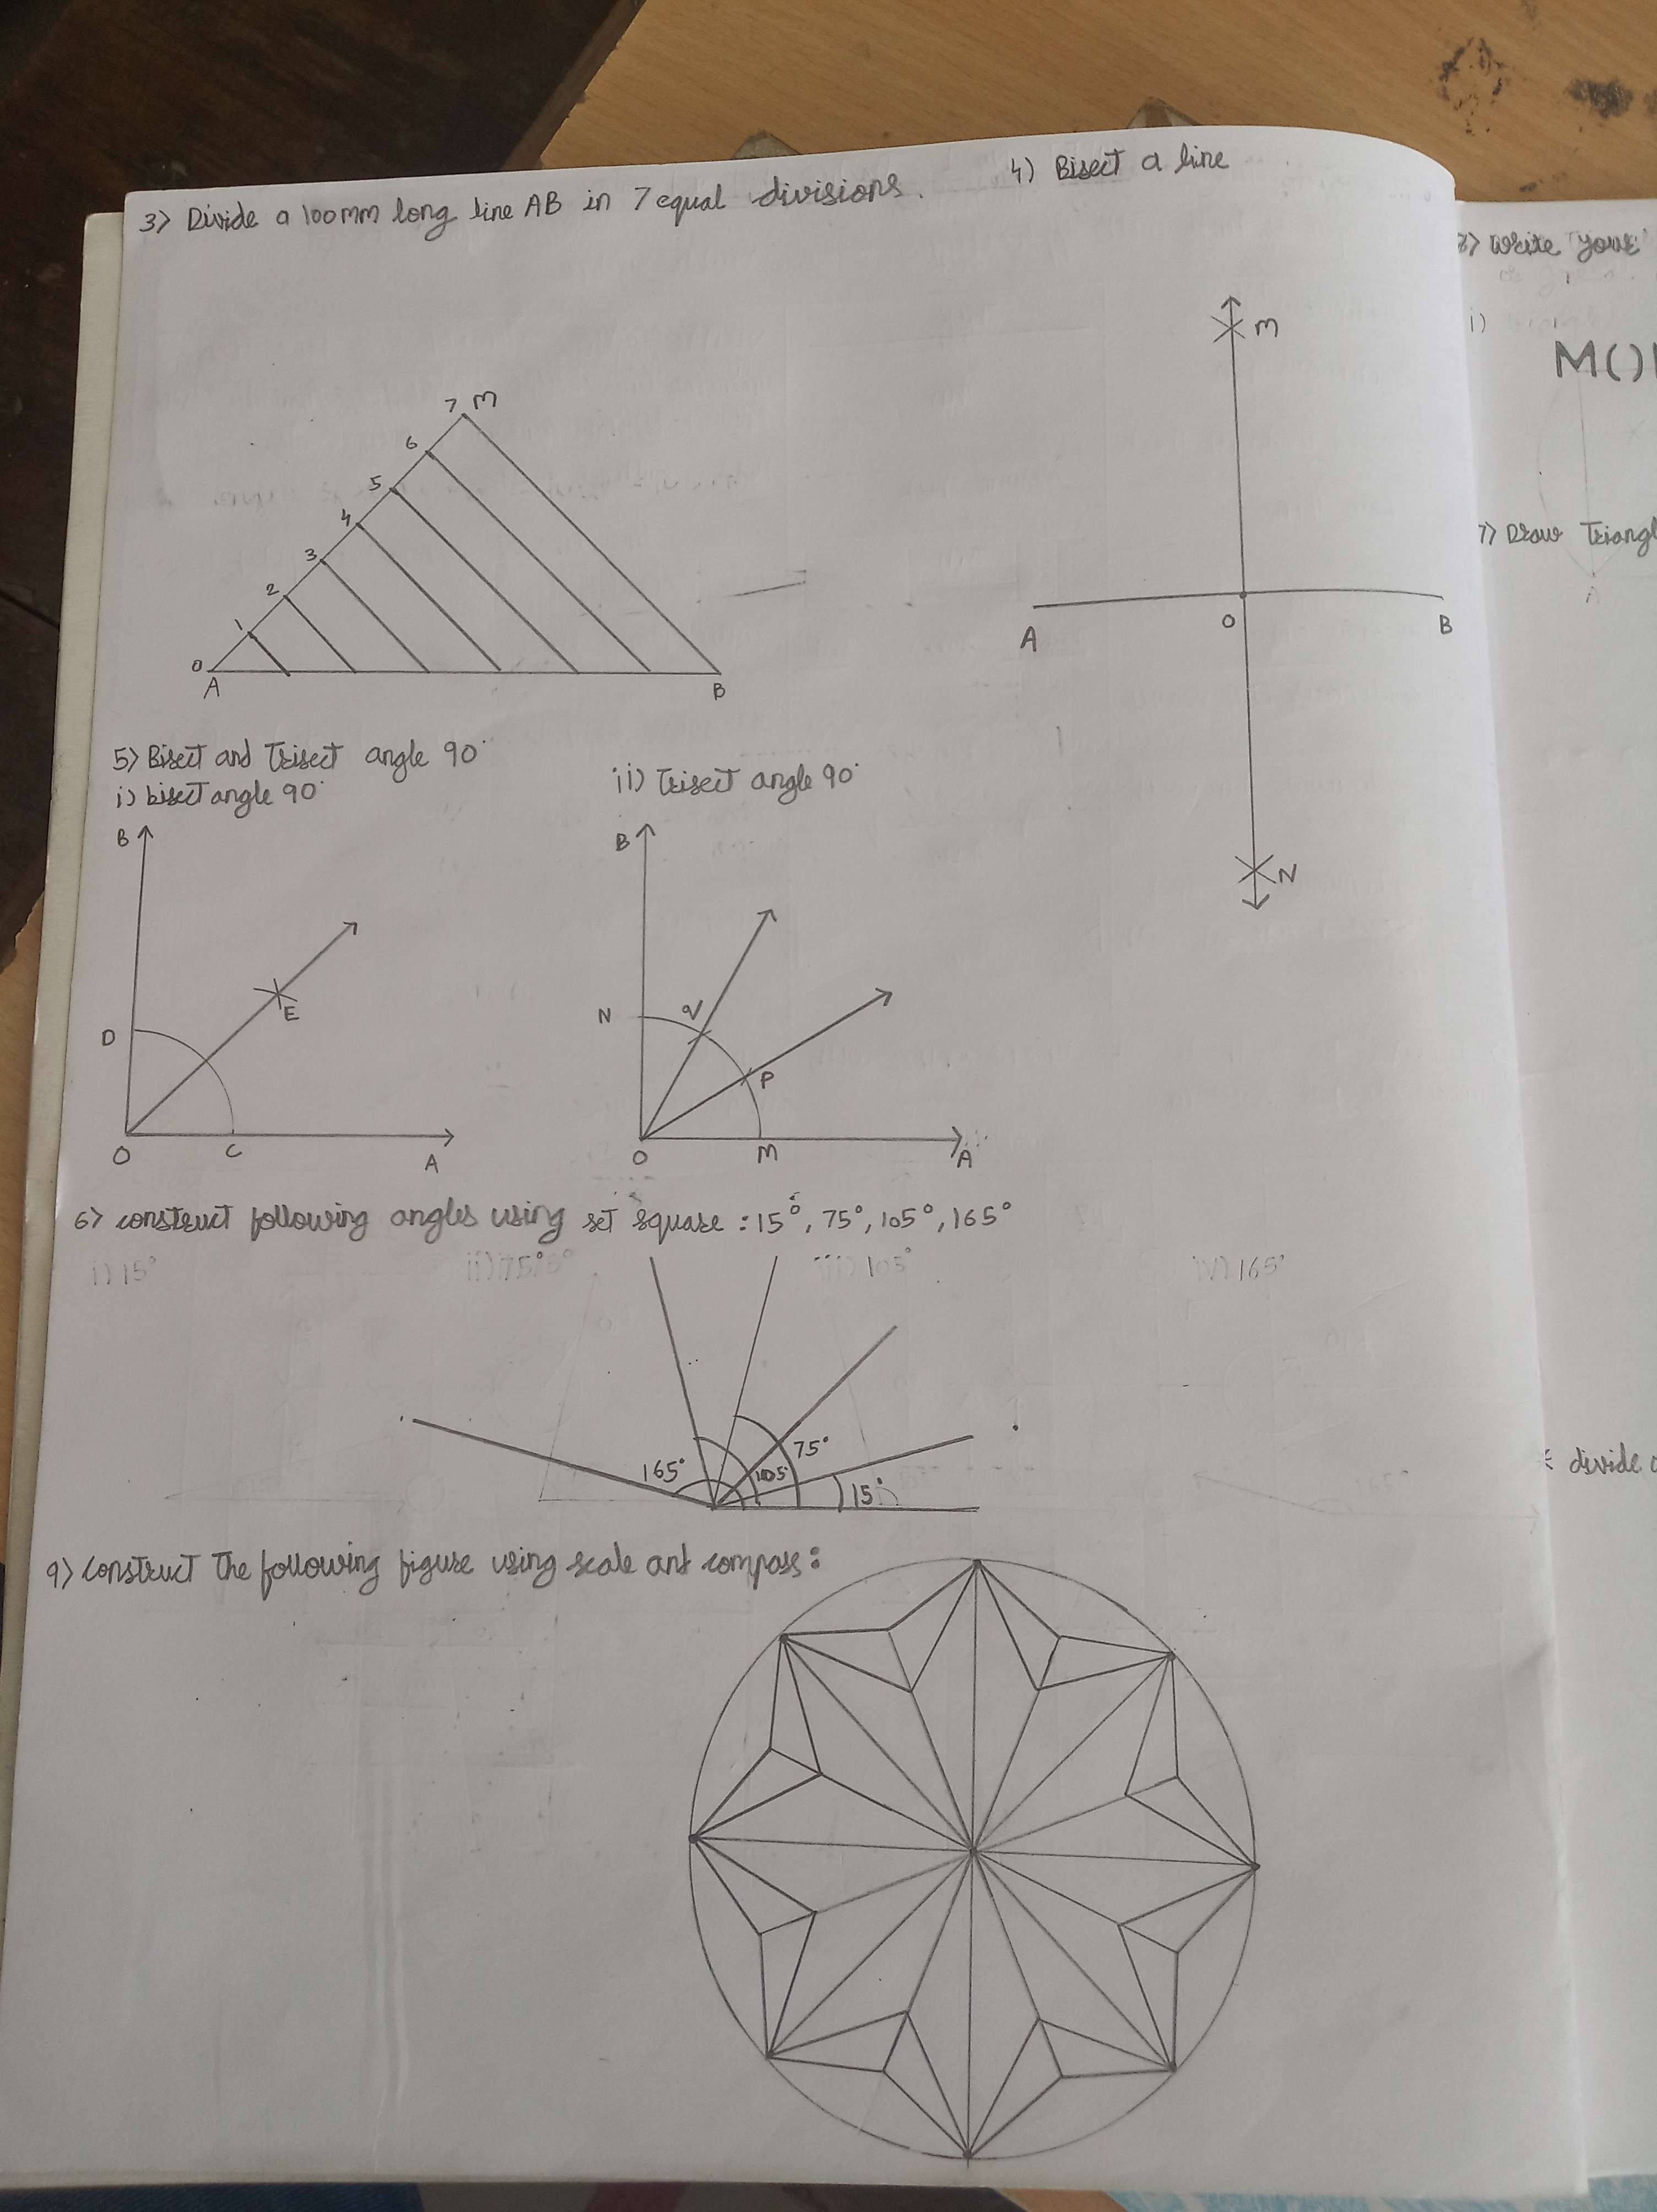 3> Divide a 100mm long line AB in 7 equal divisions.
4) Bisect a line
M
A
O
B
N
7 M
6
5
4
3
2
1
0
A
B
5> Bisect and Trisect angle 90°
i) bisect angle 90°
ii) Trisect angle 90°
B
D
E
O
C
A
B
N
P
O
M
A
6> construct following angles using set square : 15°, 75°, 105°, 165°
i) 15°
iii) 105°
iv) 165°
165°
105°
75°
15°
9> construct the following figure using scale ant compass:
8> write your
i)
7> Draw Triangl
A
divide